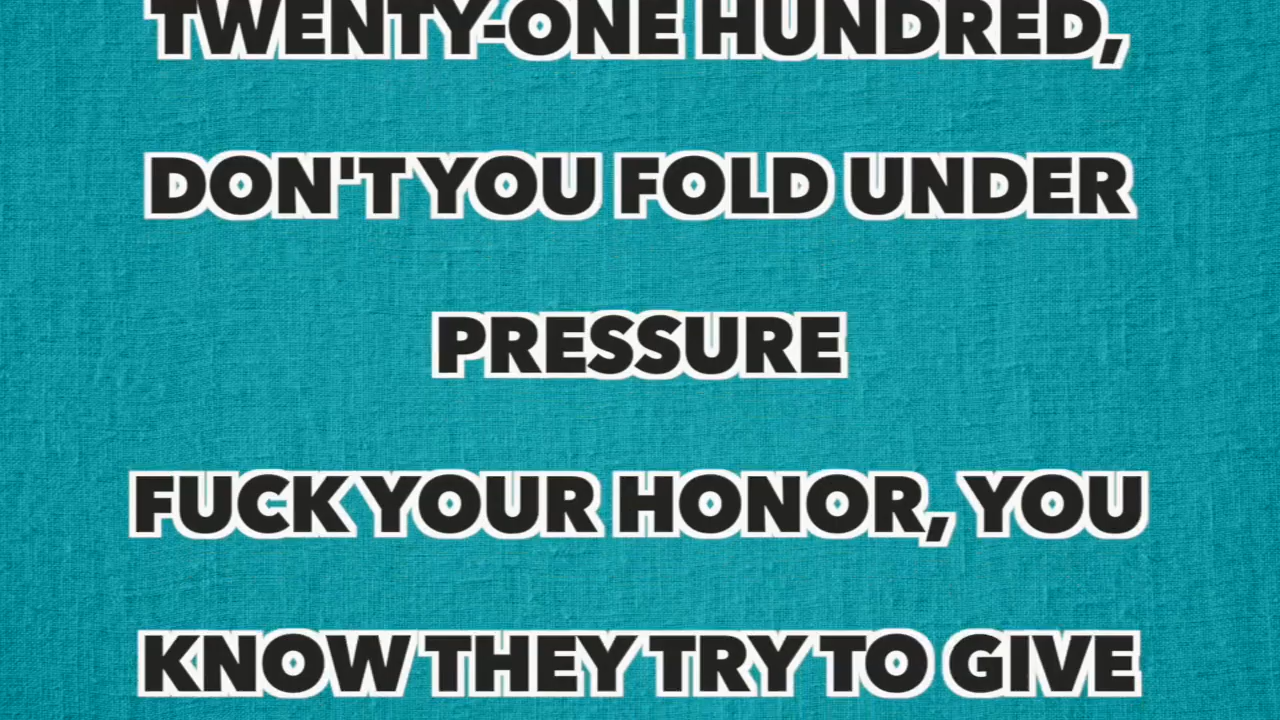 TWENTY-ONE HUNDRED,
DON'T YOU FOLD UNDER
PRESSURE
FUCK YOUR HONOR, YOU
KNOW THEY TRY TO GIVE